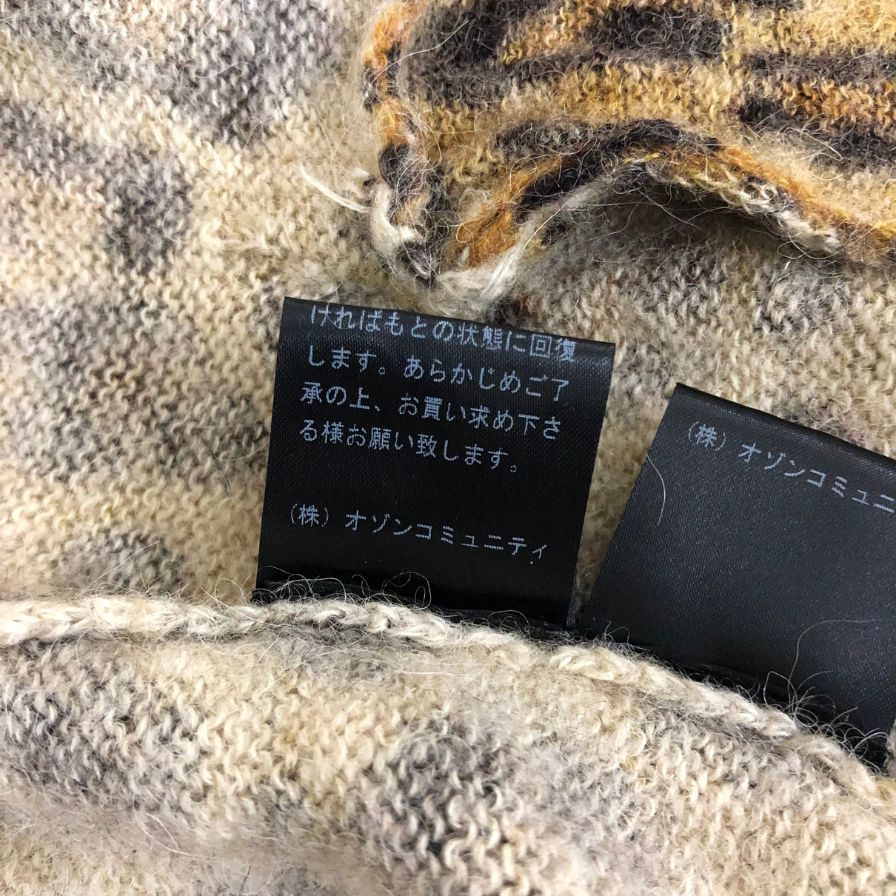 ければもとの状態に回復
します。あらかじめご了
承の上、お買い求め下さ
る様お願い致します。
（株）オゾンコミュニティ
（株）オゾンコミュニ